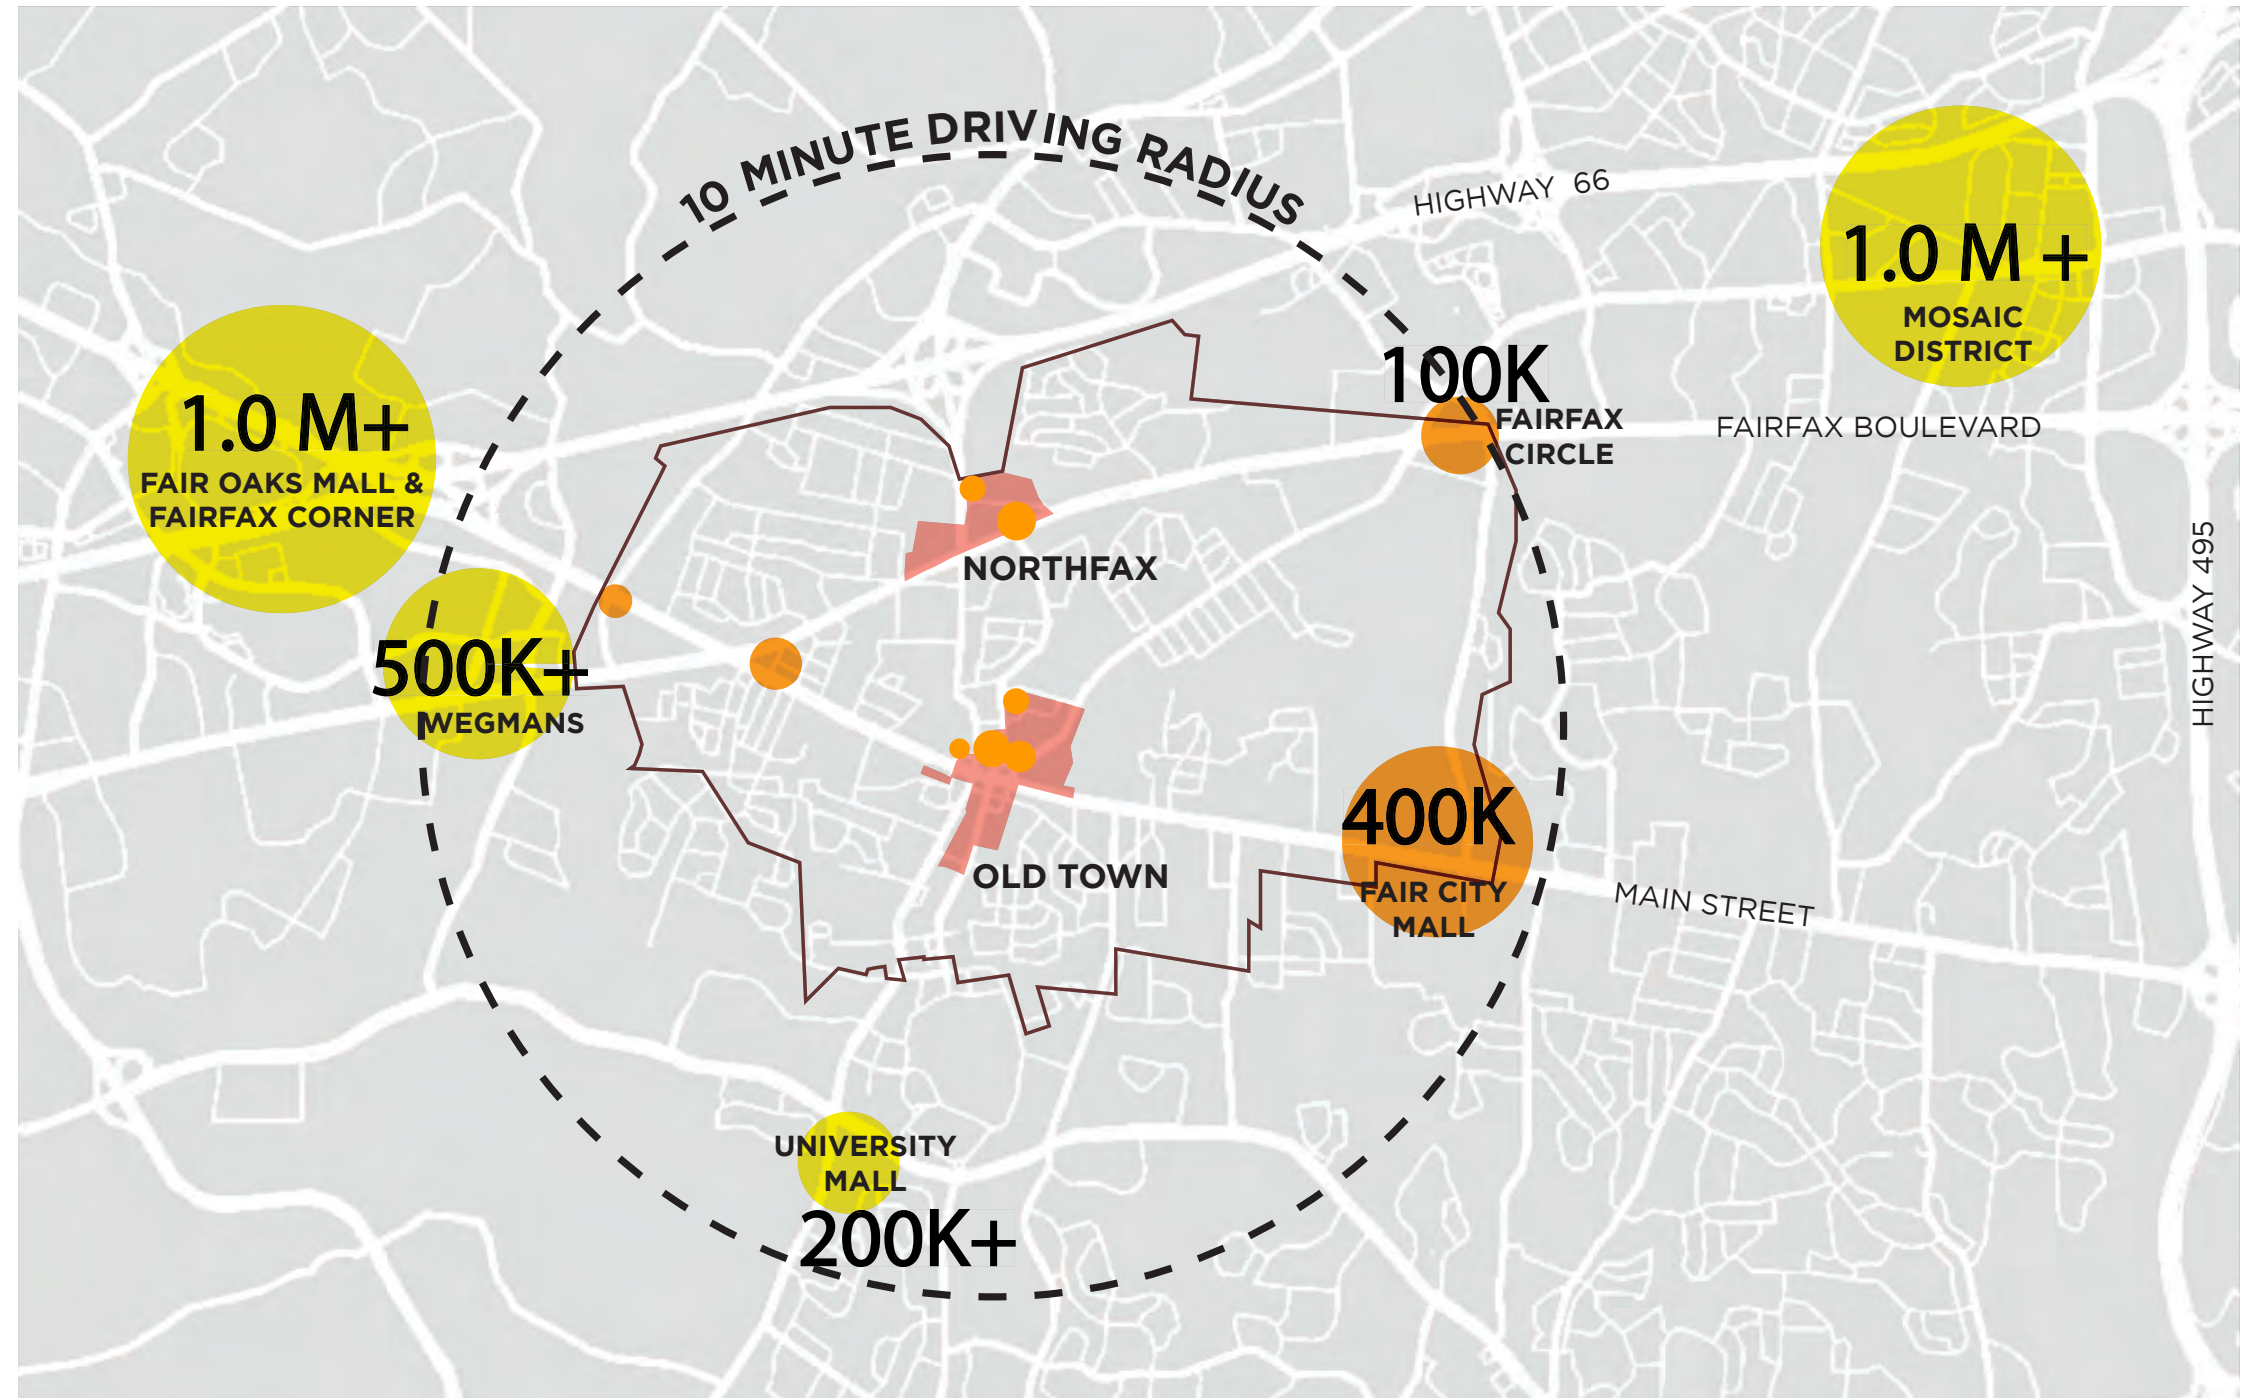 10 MINUTE DRIVING RADIUS
HIGHWAY 66
1.0 M +
MOSAIC
DISTRICT
100K
FAIRFAX
CIRCLE
FAIRFAX BOULEVARD
1.0 M+
FAIR OAKS MALL &
FAIRFAX CORNER
NORTHFAX
HIGHWAY 495
500K+
WEGMANS
400K
FAIR CITY
MALL
OLD TOWN
MAIN STREET
UNIVERSITY
MALL
200K+